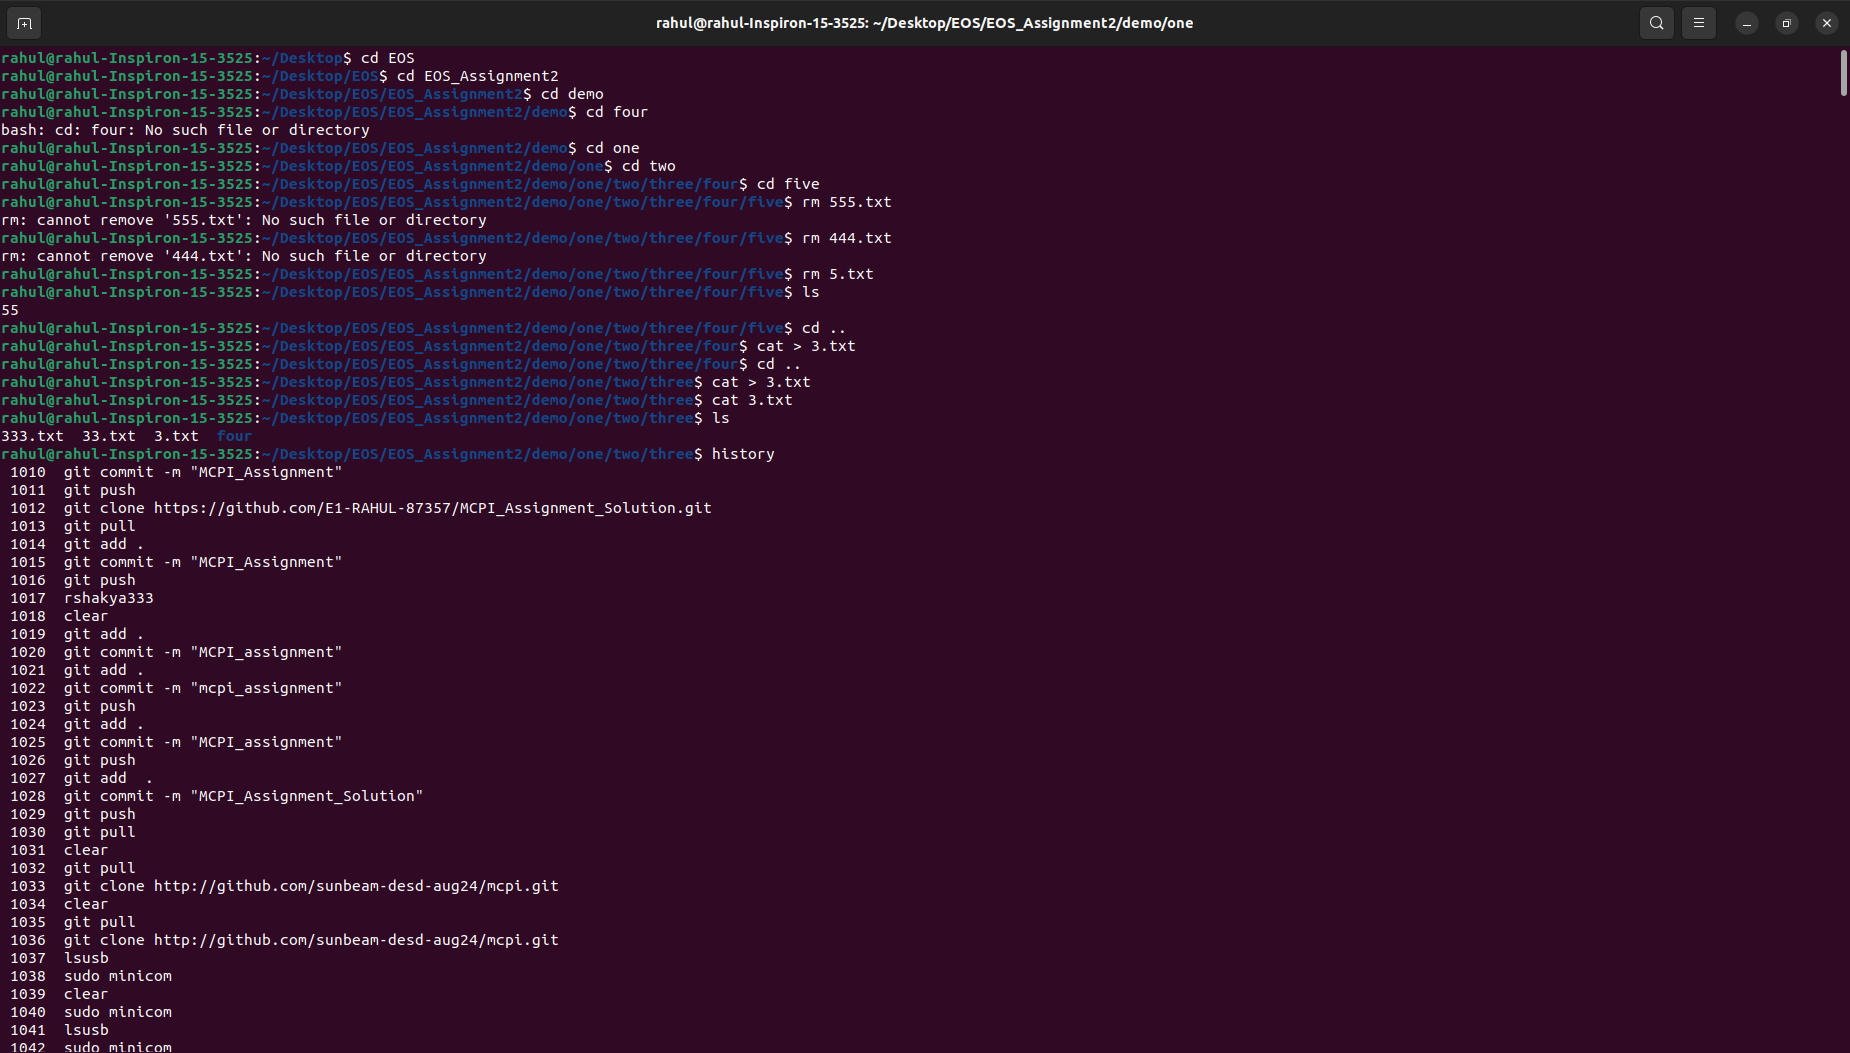 rahul@rahul-Inspiron-15-3525: ~/Desktop/EOS/EOS_Assignment2/demo/one
rahul@rahul-Inspiron-15-3525:~/Desktop$ cd EOS
rahul@rahul-Inspiron-15-3525:~/Desktop/EOS$ cd EOS_Assignment2
rahul@rahul-Inspiron-15-3525:~/Desktop/EOS/EOS_Assignment2$ cd demo
rahul@rahul-Inspiron-15-3525:~/Desktop/EOS/EOS_Assignment2/demo$ cd four
bash: cd: four: No such file or directory
rahul@rahul-Inspiron-15-3525:~/Desktop/EOS/EOS_Assignment2/demo$ cd one
rahul@rahul-Inspiron-15-3525:~/Desktop/EOS/EOS_Assignment2/demo/one$ cd two
rahul@rahul-Inspiron-15-3525:~/Desktop/EOS/EOS_Assignment2/demo/one/two/three/four$ cd five
rahul@rahul-Inspiron-15-3525:~/Desktop/EOS/EOS_Assignment2/demo/one/two/three/four/five$ rm 555.txt
rm: cannot remove '555.txt': No such file or directory
rahul@rahul-Inspiron-15-3525:~/Desktop/EOS/EOS_Assignment2/demo/one/two/three/four/five$ rm 444.txt
rm: cannot remove '444.txt': No such file or directory
rahul@rahul-Inspiron-15-3525:~/Desktop/EOS/EOS_Assignment2/demo/one/two/three/four/five$ rm 5.txt
rahul@rahul-Inspiron-15-3525:~/Desktop/EOS/EOS_Assignment2/demo/one/two/three/four/five$ ls
55
rahul@rahul-Inspiron-15-3525:~/Desktop/EOS/EOS_Assignment2/demo/one/two/three/four/five$ cd ..
rahul@rahul-Inspiron-15-3525:~/Desktop/EOS/EOS_Assignment2/demo/one/two/three/four$ cat > 3.txt
rahul@rahul-Inspiron-15-3525:~/Desktop/EOS/EOS_Assignment2/demo/one/two/three/four$ cd ..
rahul@rahul-Inspiron-15-3525:~/Desktop/EOS/EOS_Assignment2/demo/one/two/three$ cat > 3.txt
rahul@rahul-Inspiron-15-3525:~/Desktop/EOS/EOS_Assignment2/demo/one/two/three$ cat 3.txt
rahul@rahul-Inspiron-15-3525:~/Desktop/EOS/EOS_Assignment2/demo/one/two/three$ ls
333.txt  33.txt  3.txt  four
rahul@rahul-Inspiron-15-3525:~/Desktop/EOS/EOS_Assignment2/demo/one/two/three$ history
1010  git commit -m "MCPI_Assignment"
1011  git push
1012  git clone https://github.com/E1-RAHUL-87357/MCPI_Assignment_Solution.git
1013  git pull
1014  git add .
1015  git commit -m "MCPI_Assignment"
1016  git push
1017  rshakya333
1018  clear
1019  git add .
1020  git commit -m "MCPI_assignment"
1021  git add .
1022  git commit -m "mcpi_assignment"
1023  git push
1024  git add .
1025  git commit -m "MCPI_assignment"
1026  git push
1027  git add  .
1028  git commit -m "MCPI_Assignment_Solution"
1029  git push
1030  git pull
1031  clear
1032  git pull
1033  git clone http://github.com/sunbeam-desd-aug24/mcpi.git
1034  clear
1035  git pull
1036  git clone http://github.com/sunbeam-desd-aug24/mcpi.git
1037  lsusb
1038  sudo minicom
1039  clear
1040  sudo minicom
1041  lsusb
1042  sudo minicom